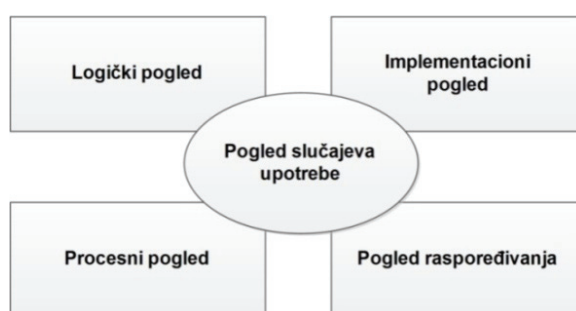 Logički pogled
Implementacioni
pogled
Pogled slučajeva
upotrebe
Procesni pogled
Pogled raspoređivanja